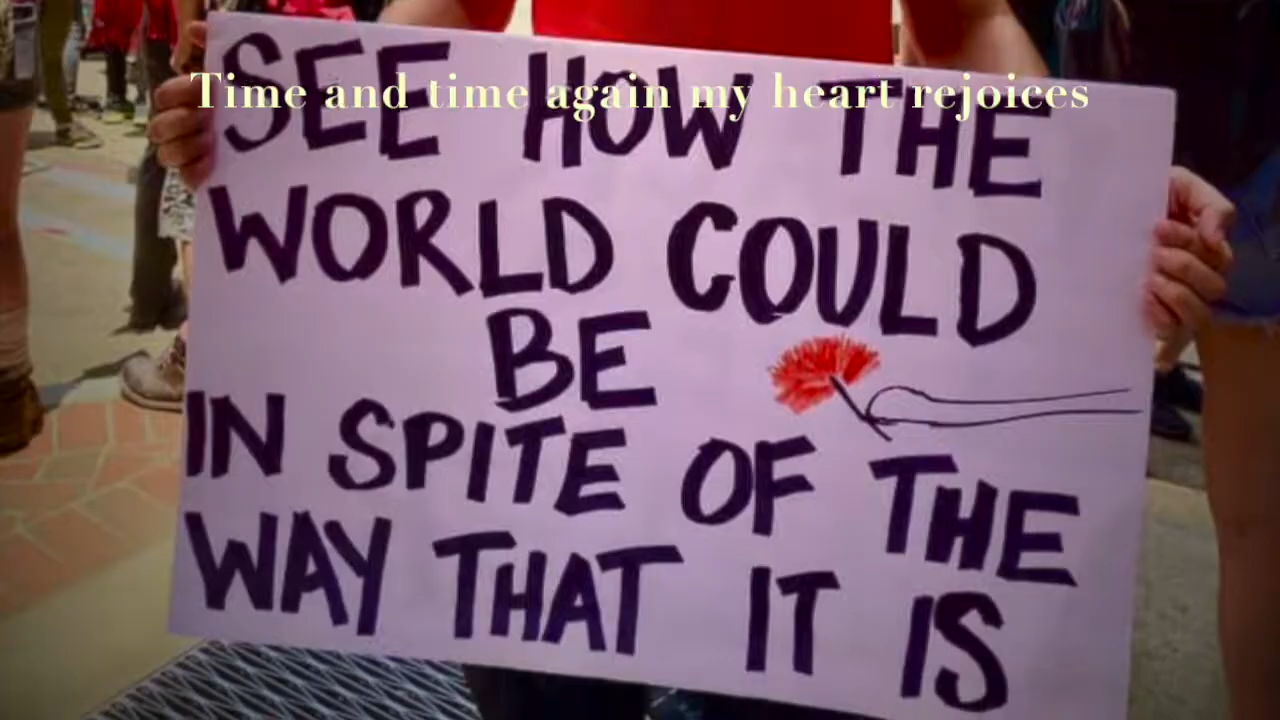 Time and time again my heart rejoices
SEE HOW THE
WORLD COULD
BE
IN SPITE OF THE
WAY THAT IT IS